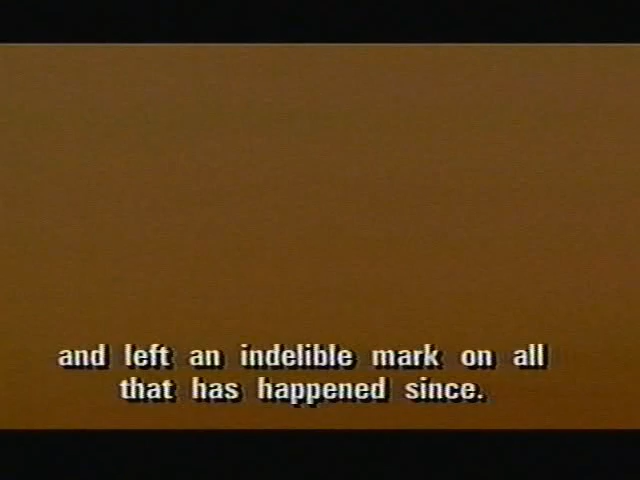 and left an indelible mark on all
that has happened since.